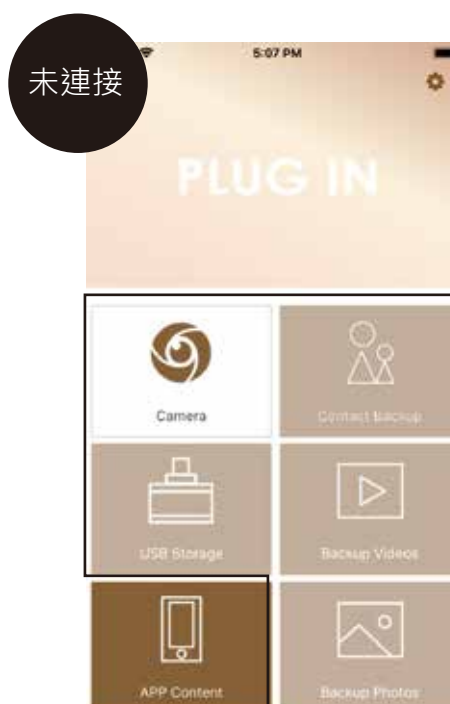 未連接
5:07 PM
PLUG IN
Camera
Contact Backup
USB Storage
Backup Videos
APP Content
Backup Photos